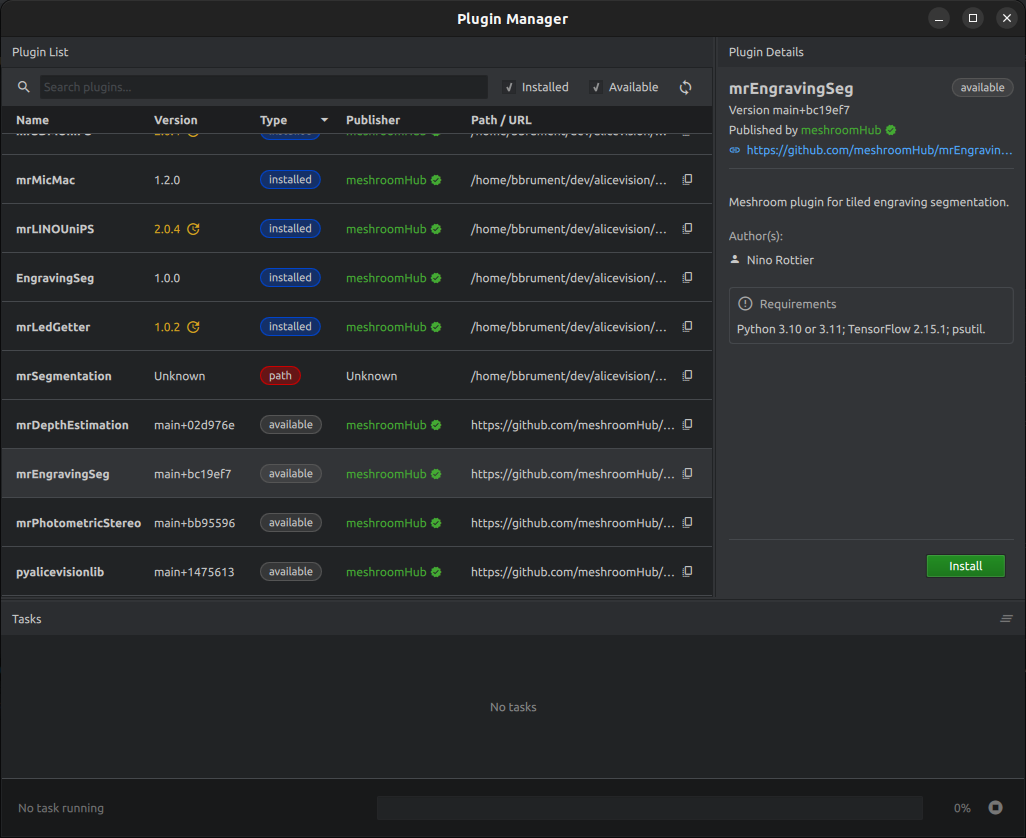 Plugin Manager
Plugin List
Search plugins...
Installed
Available
Name Version Type Publisher Path / URL
mrMicMac 1.2.0 installed meshroomHub /home/bbrument/dev/alicevision/...
mrLINOUniPS 2.0.4 installed meshroomHub /home/bbrument/dev/alicevision/...
EngravingSeg 1.0.0 installed meshroomHub /home/bbrument/dev/alicevision/...
mrLedGetter 1.0.2 installed meshroomHub /home/bbrument/dev/alicevision/...
mrSegmentation Unknown path Unknown /home/bbrument/dev/alicevision/...
mrDepthEstimation main+02d976e available meshroomHub https://github.com/meshroomHub/...
mrEngravingSeg main+bc19ef7 available meshroomHub https://github.com/meshroomHub/...
mrPhotometricStereo main+bb95596 available meshroomHub https://github.com/meshroomHub/...
pyalicevisionlib main+1475613 available meshroomHub https://github.com/meshroomHub/...
Plugin Details
mrEngravingSeg available
Version main+bc19ef7
Published by meshroomHub
https://github.com/meshroomHub/mrEngravin...
Meshroom plugin for tiled engraving segmentation.
Author(s):
Nino Rottier
Requirements
Python 3.10 or 3.11; TensorFlow 2.15.1; psutil.
Install
Tasks
No tasks
No task running 0%